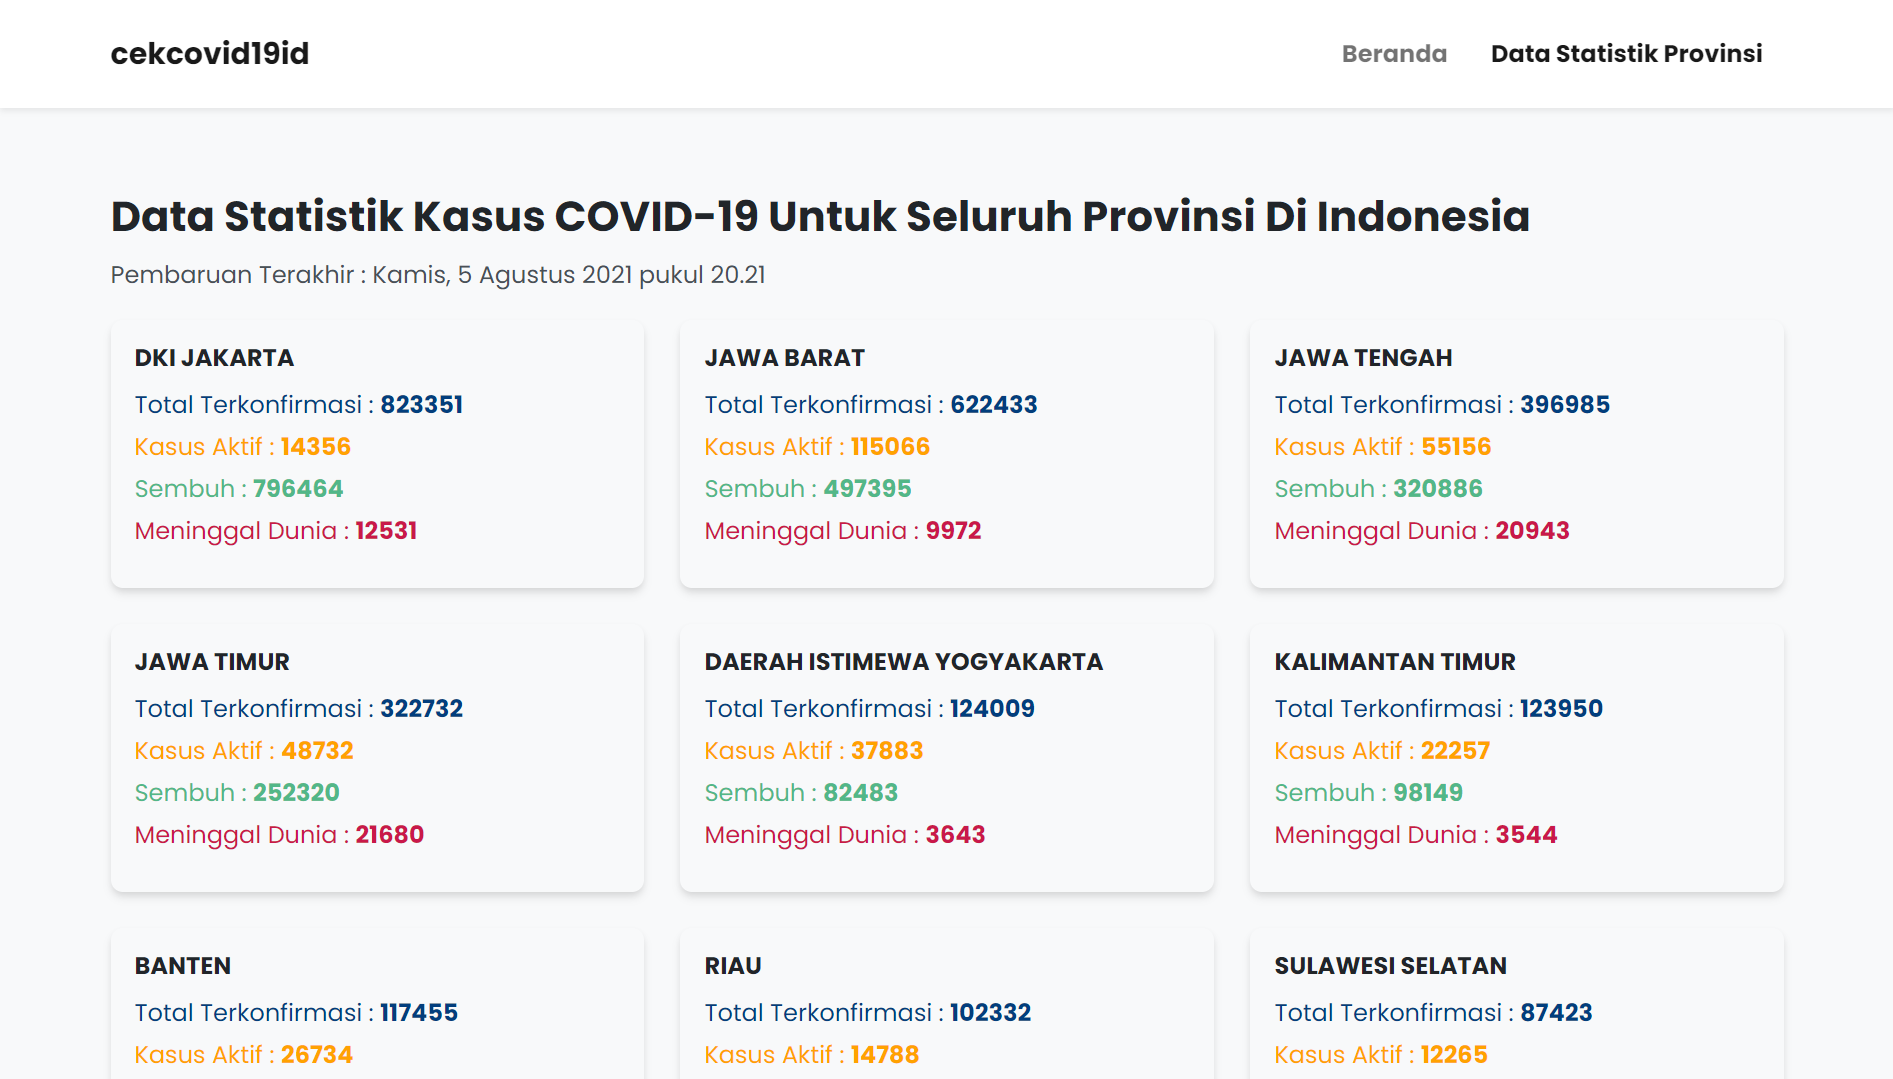 cekcovid19id
Beranda
Data Statistik Provinsi
Data Statistik Kasus COVID-19 Untuk Seluruh Provinsi Di Indonesia
Pembaruan Terakhir : Kamis, 5 Agustus 2021 pukul 20.21
DKI JAKARTA
Total Terkonfirmasi : 823351
Kasus Aktif : 14356
Sembuh : 796464
Meninggal Dunia : 12531
JAWA BARAT
Total Terkonfirmasi : 622433
Kasus Aktif : 115066
Sembuh : 497395
Meninggal Dunia : 9972
JAWA TENGAH
Total Terkonfirmasi : 396985
Kasus Aktif : 55156
Sembuh : 320886
Meninggal Dunia : 20943
JAWA TIMUR
Total Terkonfirmasi : 322732
Kasus Aktif : 48732
Sembuh : 252320
Meninggal Dunia : 21680
DAERAH ISTIMEWA YOGYAKARTA
Total Terkonfirmasi : 124009
Kasus Aktif : 37883
Sembuh : 82483
Meninggal Dunia : 3643
KALIMANTAN TIMUR
Total Terkonfirmasi : 123950
Kasus Aktif : 22257
Sembuh : 98149
Meninggal Dunia : 3544
BANTEN
Total Terkonfirmasi : 117455
Kasus Aktif : 26734
RIAU
Total Terkonfirmasi : 102332
Kasus Aktif : 14788
SULAWESI SELATAN
Total Terkonfirmasi : 87423
Kasus Aktif : 12265